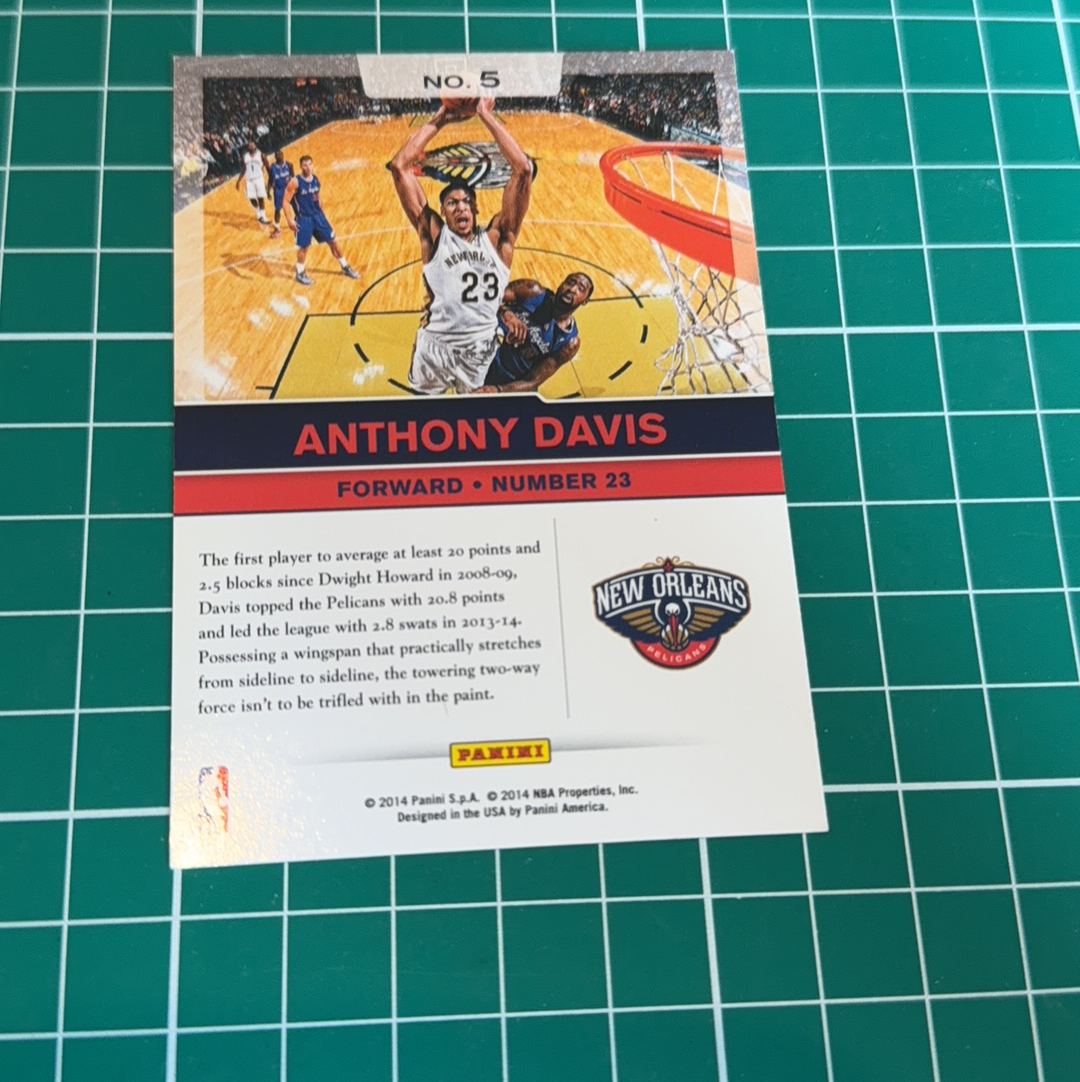 NO. 5
23
ANTHONY DAVIS
FORWARD • NUMBER 23
The first player to average at least 20 points and
2.5 blocks since Dwight Howard in 2008-09,
Davis topped the Pelicans with 20.8 points
and led the league with 2.8 swats in 2013-14.
Possessing a wingspan that practically stretches
from sideline to sideline, the towering two-way
force isn't to be trifled with in the paint.
NEW ORLEANS
PELICANS
PANINI
© 2014 Panini S.p.A. © 2014 NBA Properties, Inc.
Designed in the USA by Panini America.